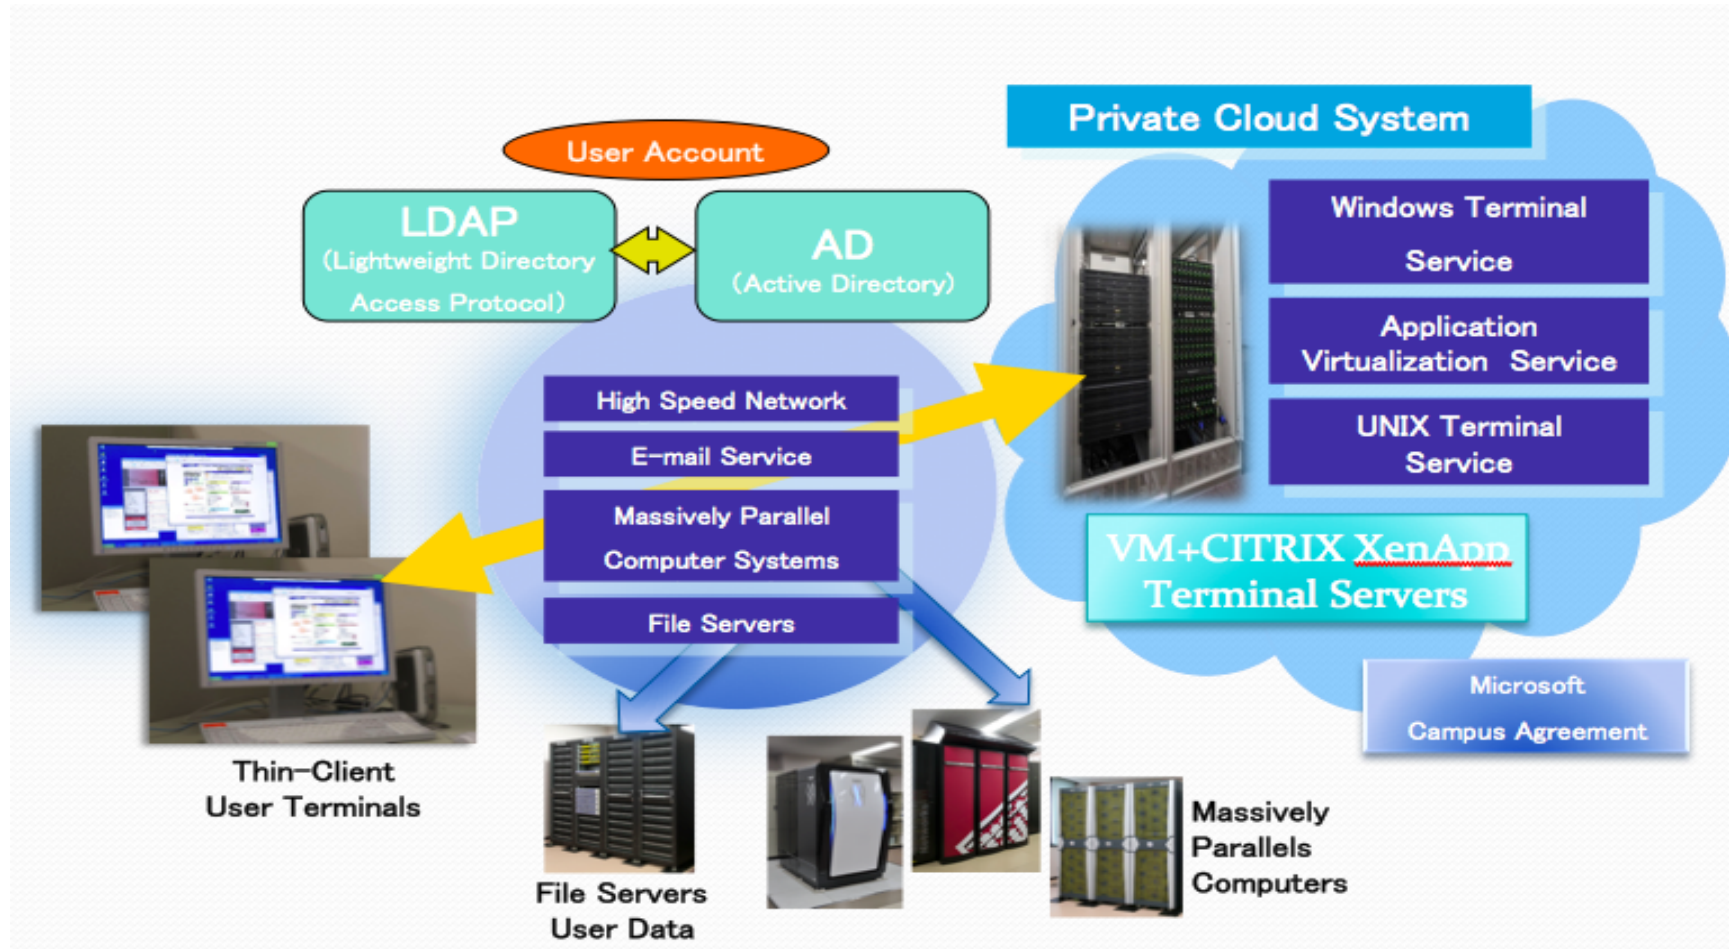 Private Cloud System
User Account
LDAP
(Lightweight Directory
Access Protocol)
AD
(Active Directory)
Windows Terminal
Service
Application
Virtualization Service
UNIX Terminal
Service
High Speed Network
E-mail Service
Massively Parallel
Computer Systems
File Servers
VM+CITRIX XenApp
Terminal Servers
Microsoft
Campus Agreement
Thin-Client
User Terminals
File Servers
User Data
Massively
Parallels
Computers